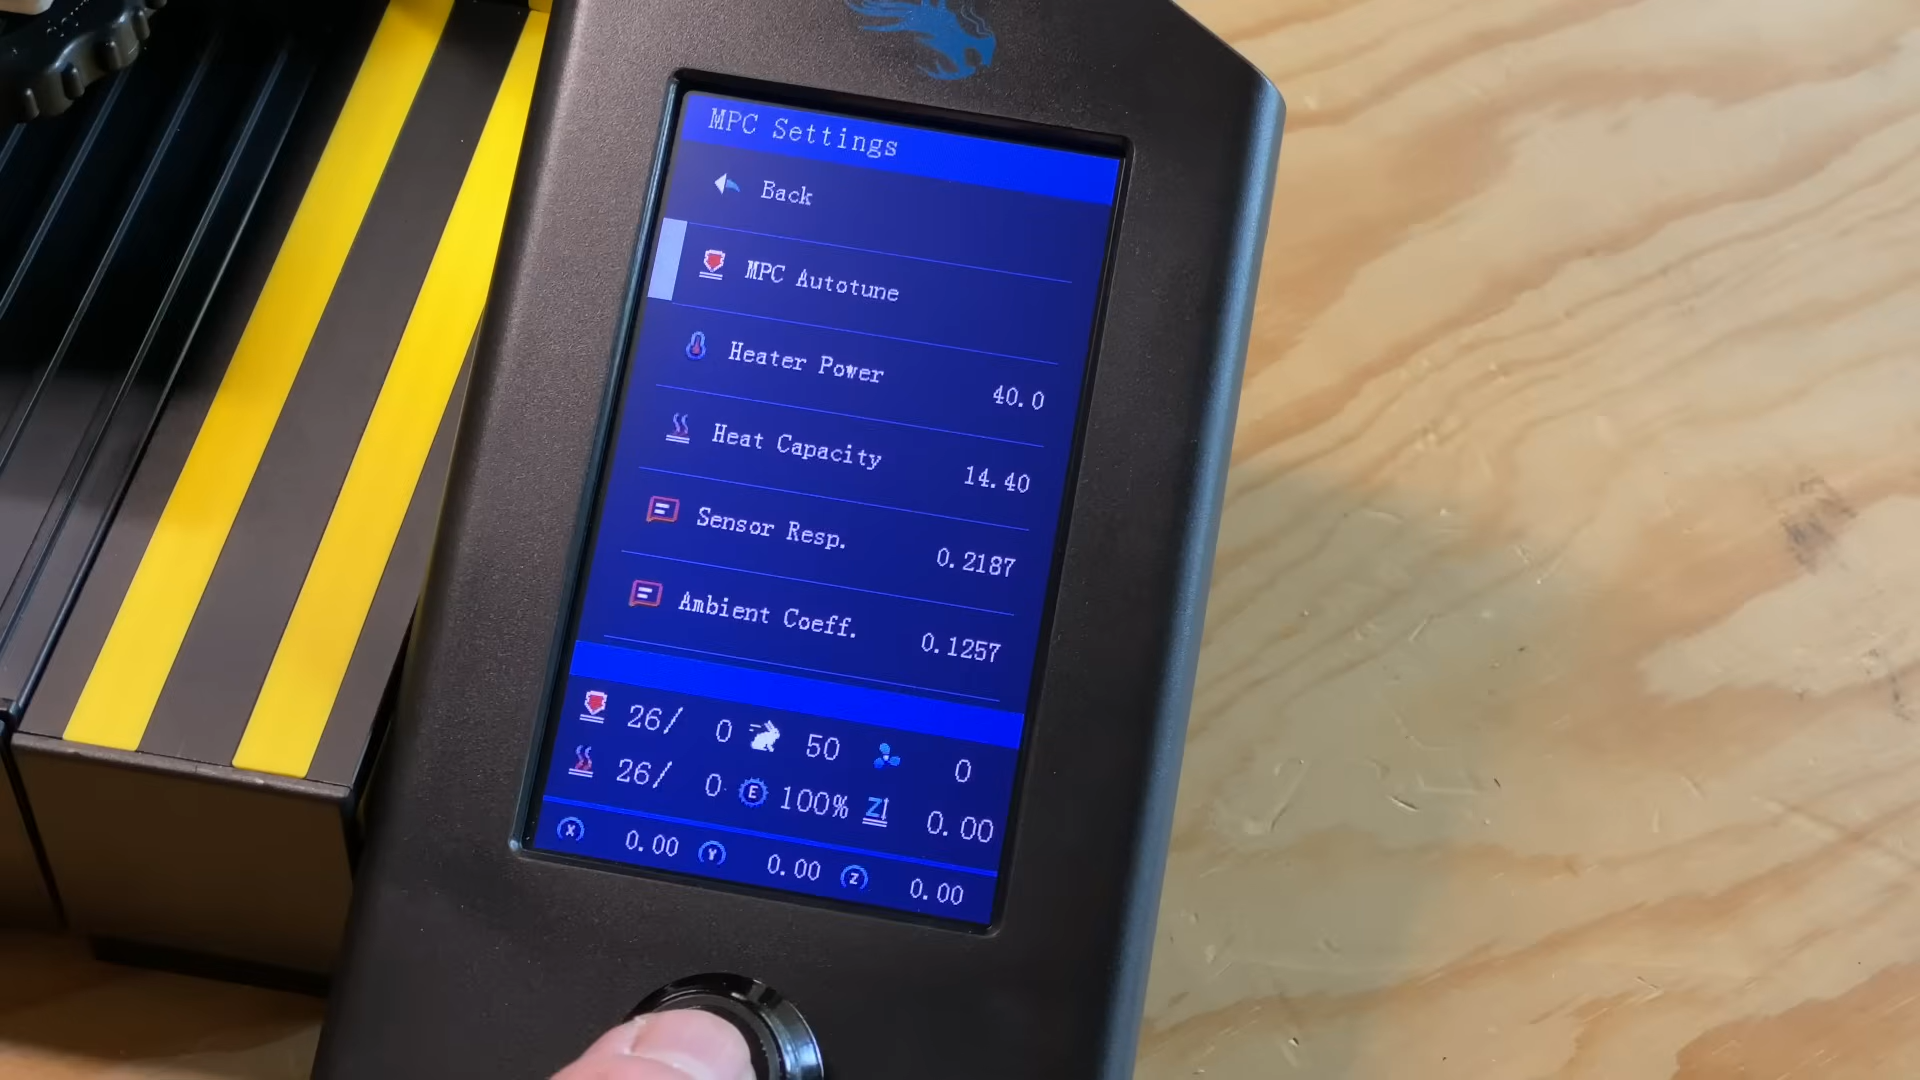 MPC Settings
Back
MPC Autotune
Heater Power 40.0
Heat Capacity 14.40
Sensor Resp. 0.2187
Ambient Coeff. 0.1257
26/ 0 50 0
26/ 0 E 100% Z 0.00
X 0.00 Y 0.00 Z 0.00